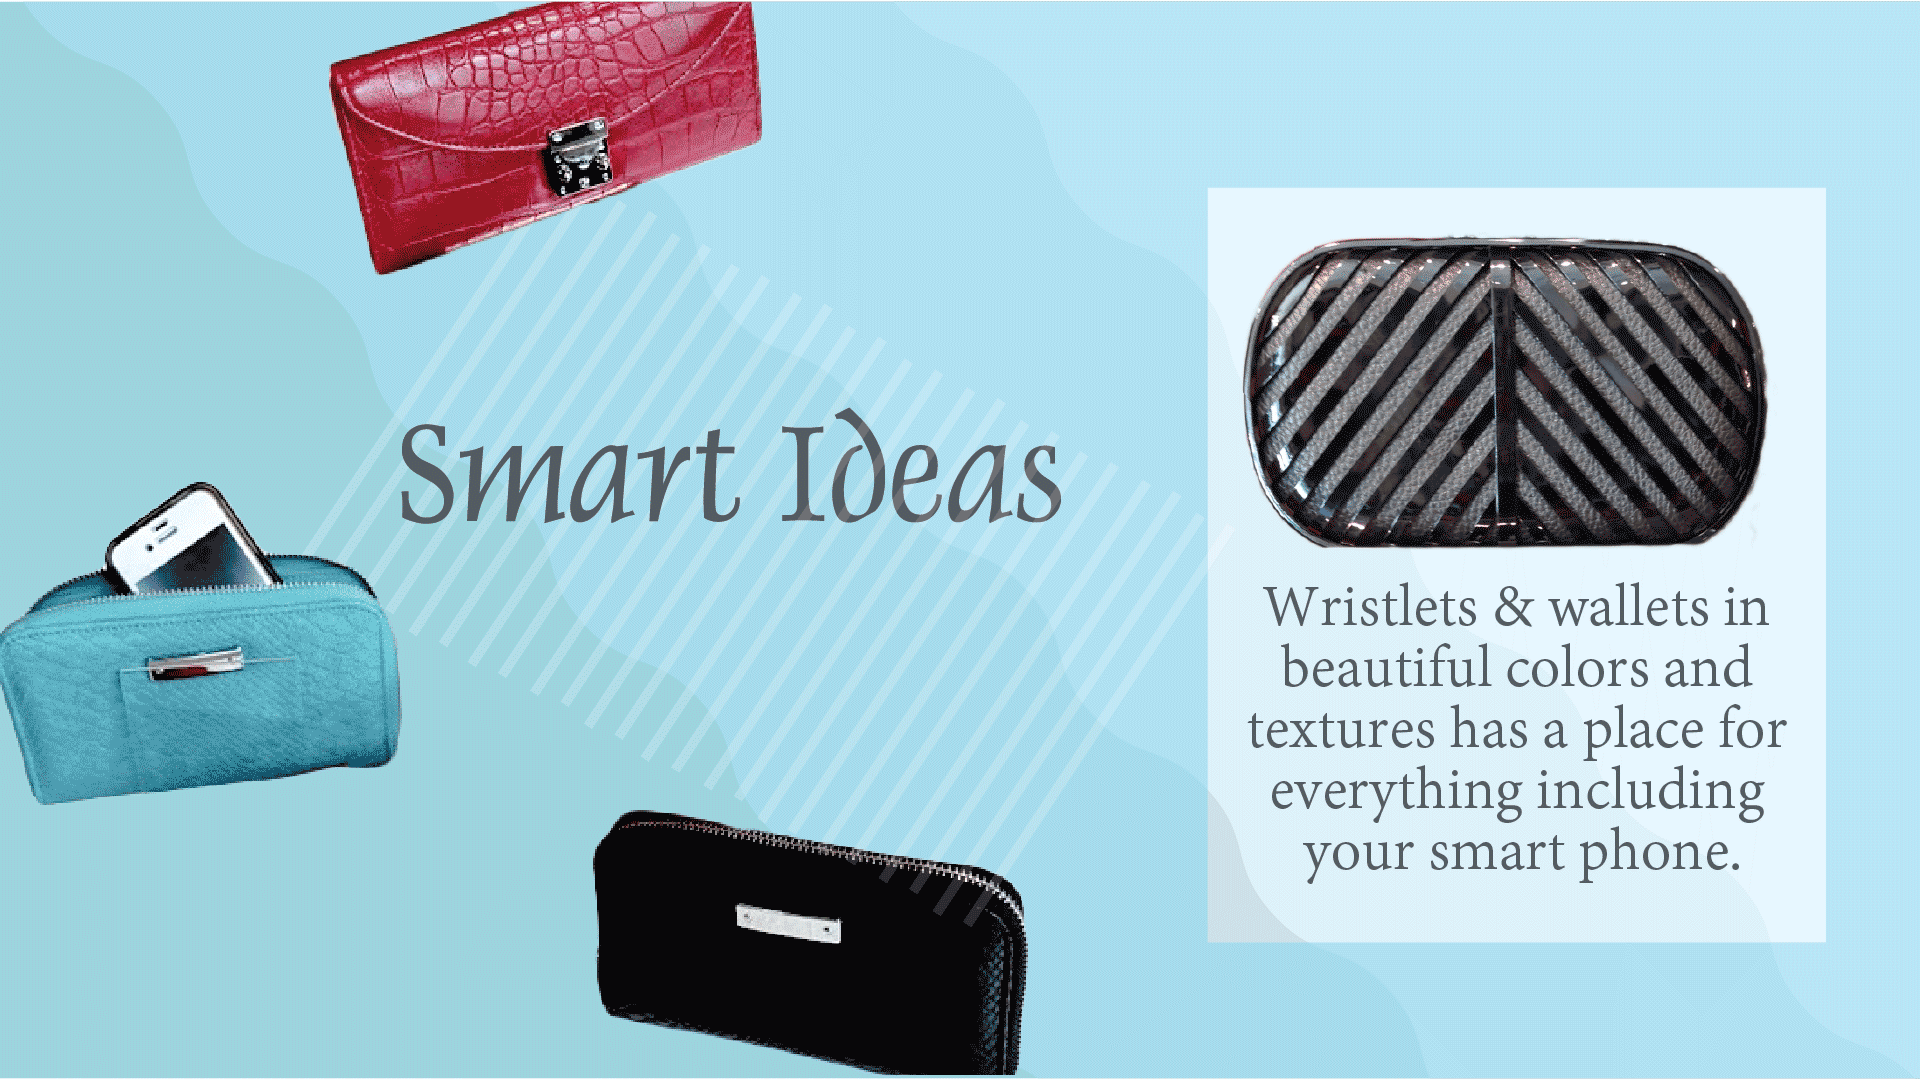 Smart Ideas
Wristlets & wallets in
beautiful colors and
textures has a place for
everything including
your smart phone.